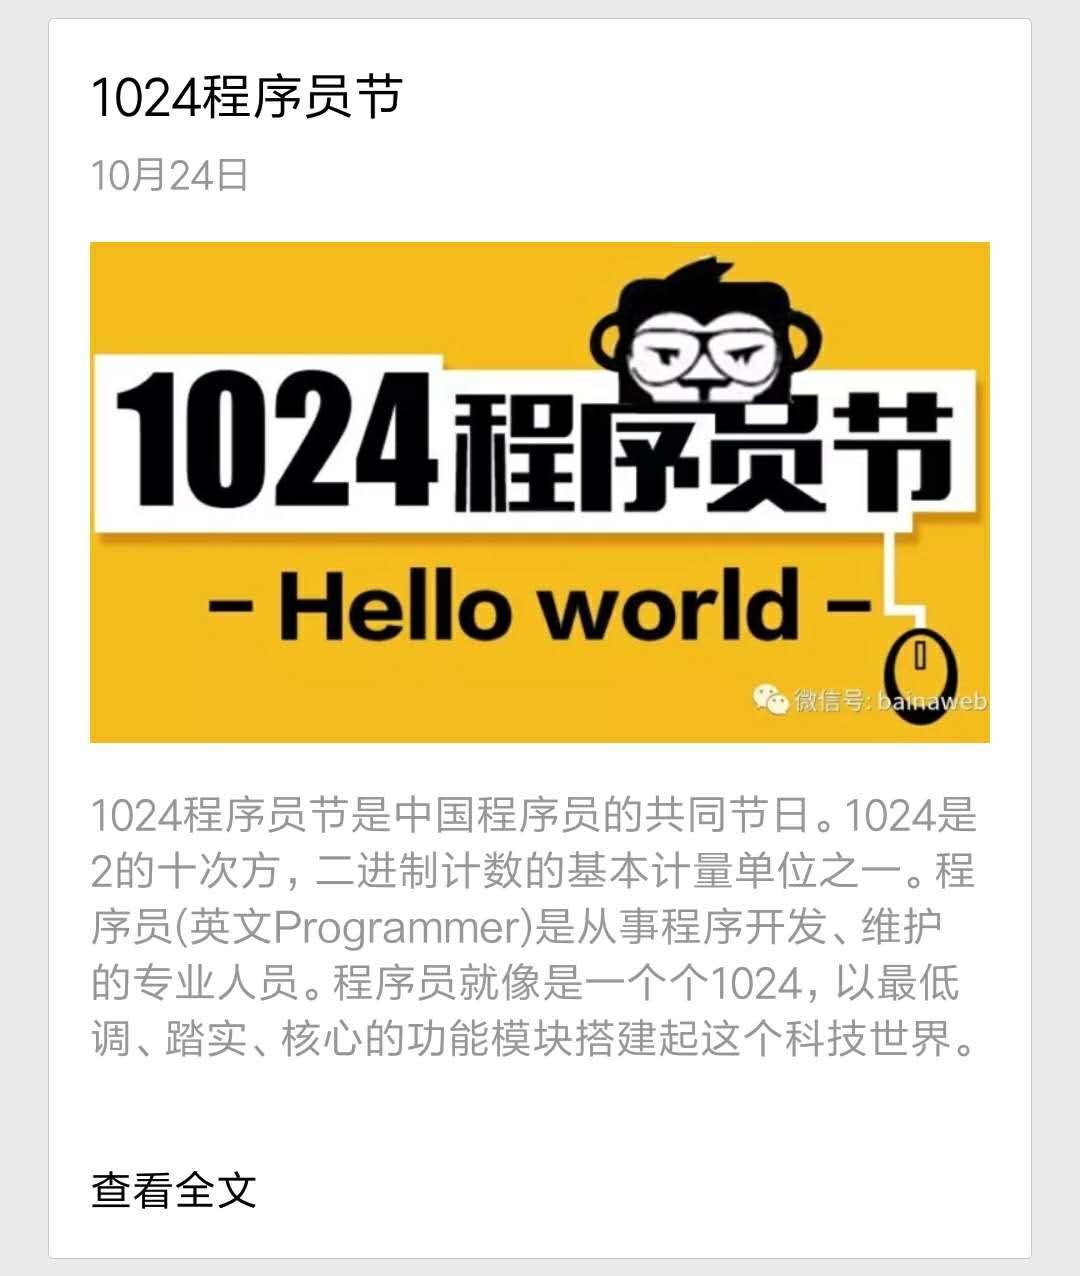 1024程序员节
10月24日
1024程序员节
- Hello world -
微信号: bainaweb
1024程序员节是中国程序员的共同节日。1024是
2的十次方，二进制计数的基本计量单位之一。程
序员(英文Programmer)是从事程序开发、维护
的专业人员。程序员就像是一个个1024，以最低
调、踏实、核心的功能模块搭建起这个科技世界。
查看全文